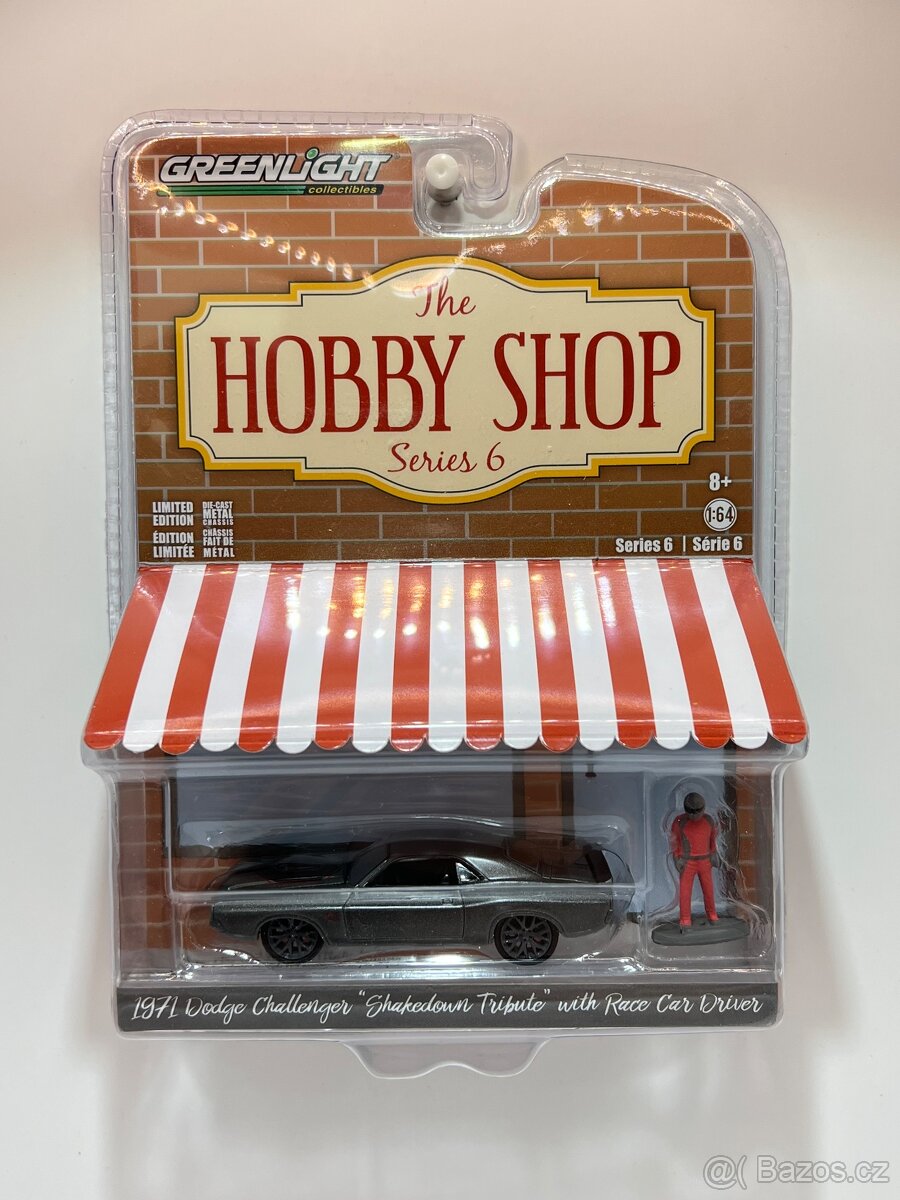 GREENLiGHT
collectibles
The
HOBBY SHOP
Series 6
8+
1:64
LIMITED EDITION
DIE-CAST METAL CHASSIS
ÉDITION LIMITÉE
CHÂSSIS FAIT DE MÉTAL
Series 6 | Série 6
1971 Dodge Challenger "Shakedown Tribute" with Race Car Driver
@( Bazos.cz